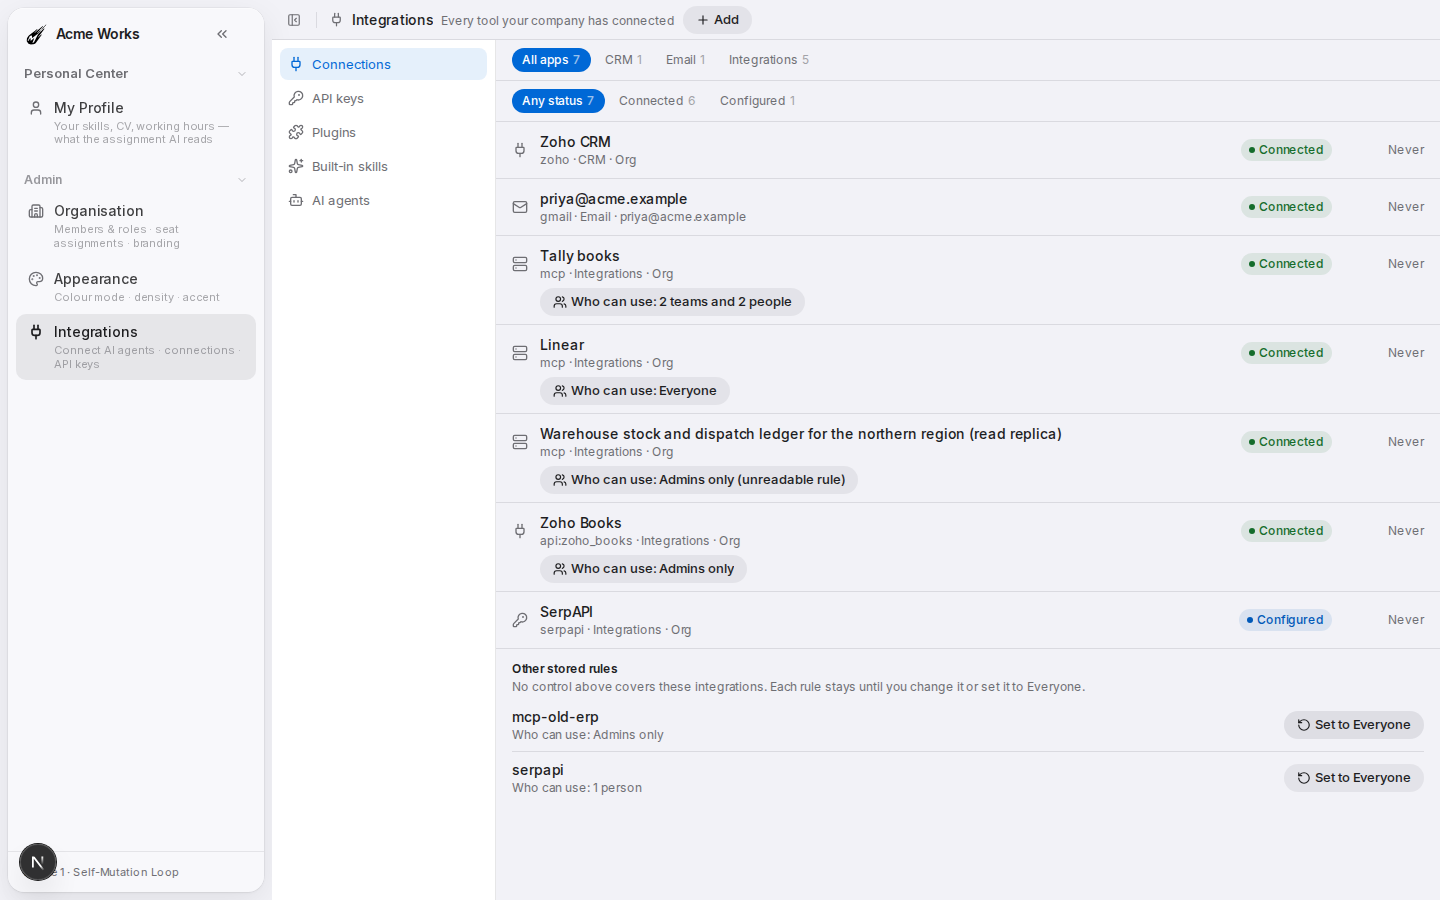 Acme Works
Personal Center
My Profile
Your skills, CV, working hours —
what the assignment AI reads
Admin
Organisation
Members & roles · seat
assignments · branding
Appearance
Colour mode · density · accent
Integrations
Connect AI agents · connections ·
API keys
N
e 1 · Self-Mutation Loop
Integrations Every tool your company has connected Add
Connections
API keys
Plugins
Built-in skills
AI agents
All apps 7 CRM 1 Email 1 Integrations 5
Any status 7 Connected 6 Configured 1
Zoho CRM
zoho · CRM · Org
Connected Never
priya@acme.example
gmail · Email · priya@acme.example
Connected Never
Tally books
mcp · Integrations · Org
Who can use: 2 teams and 2 people
Connected Never
Linear
mcp · Integrations · Org
Who can use: Everyone
Connected Never
Warehouse stock and dispatch ledger for the northern region (read replica)
mcp · Integrations · Org
Who can use: Admins only (unreadable rule)
Connected Never
Zoho Books
api:zoho_books · Integrations · Org
Who can use: Admins only
Connected Never
SerpAPI
serpapi · Integrations · Org
Configured Never
Other stored rules
No control above covers these integrations. Each rule stays until you change it or set it to Everyone.
mcp-old-erp
Who can use: Admins only
Set to Everyone
serpapi
Who can use: 1 person
Set to Everyone